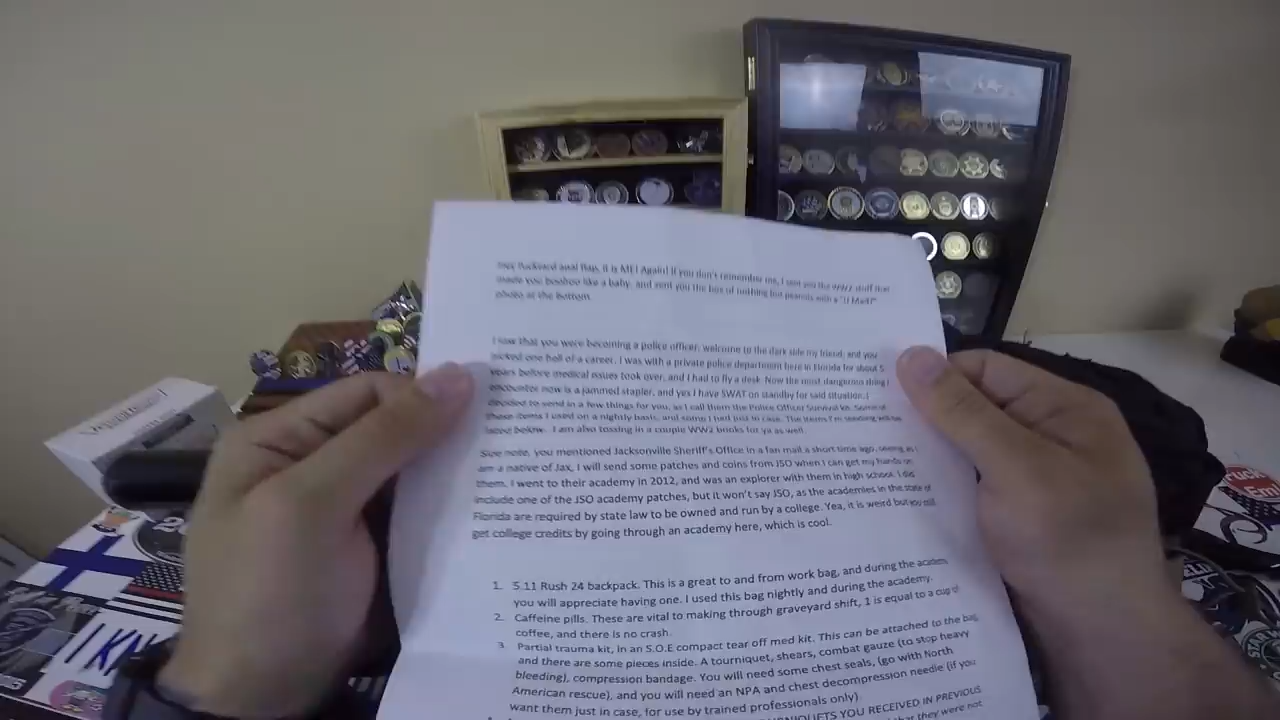 it is ME! Again! If you don't remember me, I sent you the WW2 stuff that
made you boohoo like a baby, and sent you the box of nothing but peanuts with a "U Mad?"
photo at the bottom.
I saw that you were becoming a police officer, welcome to the dark side my friend, and you
picked one hell of a career. I was with a private police department here in Florida for about 5
years before medical issues took over, and I had to fly a desk. Now the most dangerous thing I
encounter now is a jammed stapler, and yes I have SWAT on standby for said situation. I
decided to send in a few things for you, as I call them the Police Officer Survival kit. Some of
these items I used on a nightly basis, and some I had just in case. The items I'm sending will be
listed below. I am also tossing in a couple WW2 books for ya as well.
Side note, you mentioned Jacksonville Sheriff's Office in a fan mail a short time ago, seeing as I
am a native of Jax, I will send some patches and coins from JSO when I can get my hands on
them. I went to their academy in 2012, and was an explorer with them in high school. I did
include one of the JSO academy patches, but it won't say JSO, as the academies in the state of
Florida are required by state law to be owned and run by a college. Yea, it is weird but you still
get college credits by going through an academy here, which is cool.
1. 5.11 Rush 24 backpack. This is a great to and from work bag, and during the academy
you will appreciate having one. I used this bag nightly and during the academy.
2. Caffeine pills. These are vital to making through graveyard shift, 1 is equal to a cup of
coffee, and there is no crash.
3. Partial trauma kit, in an S.O.E compact tear off med kit. This can be attached to the bag,
and there are some pieces inside. A tourniquet, shears, combat gauze (to stop heavy
bleeding), compression bandage. You will need some chest seals, (go with North
American rescue), and you will need an NPA and chest decompression needle (if you
want them just in case, for use by trained professionals only).
YOU RECEIVED IN PREVIOUS
that they were not
I KN